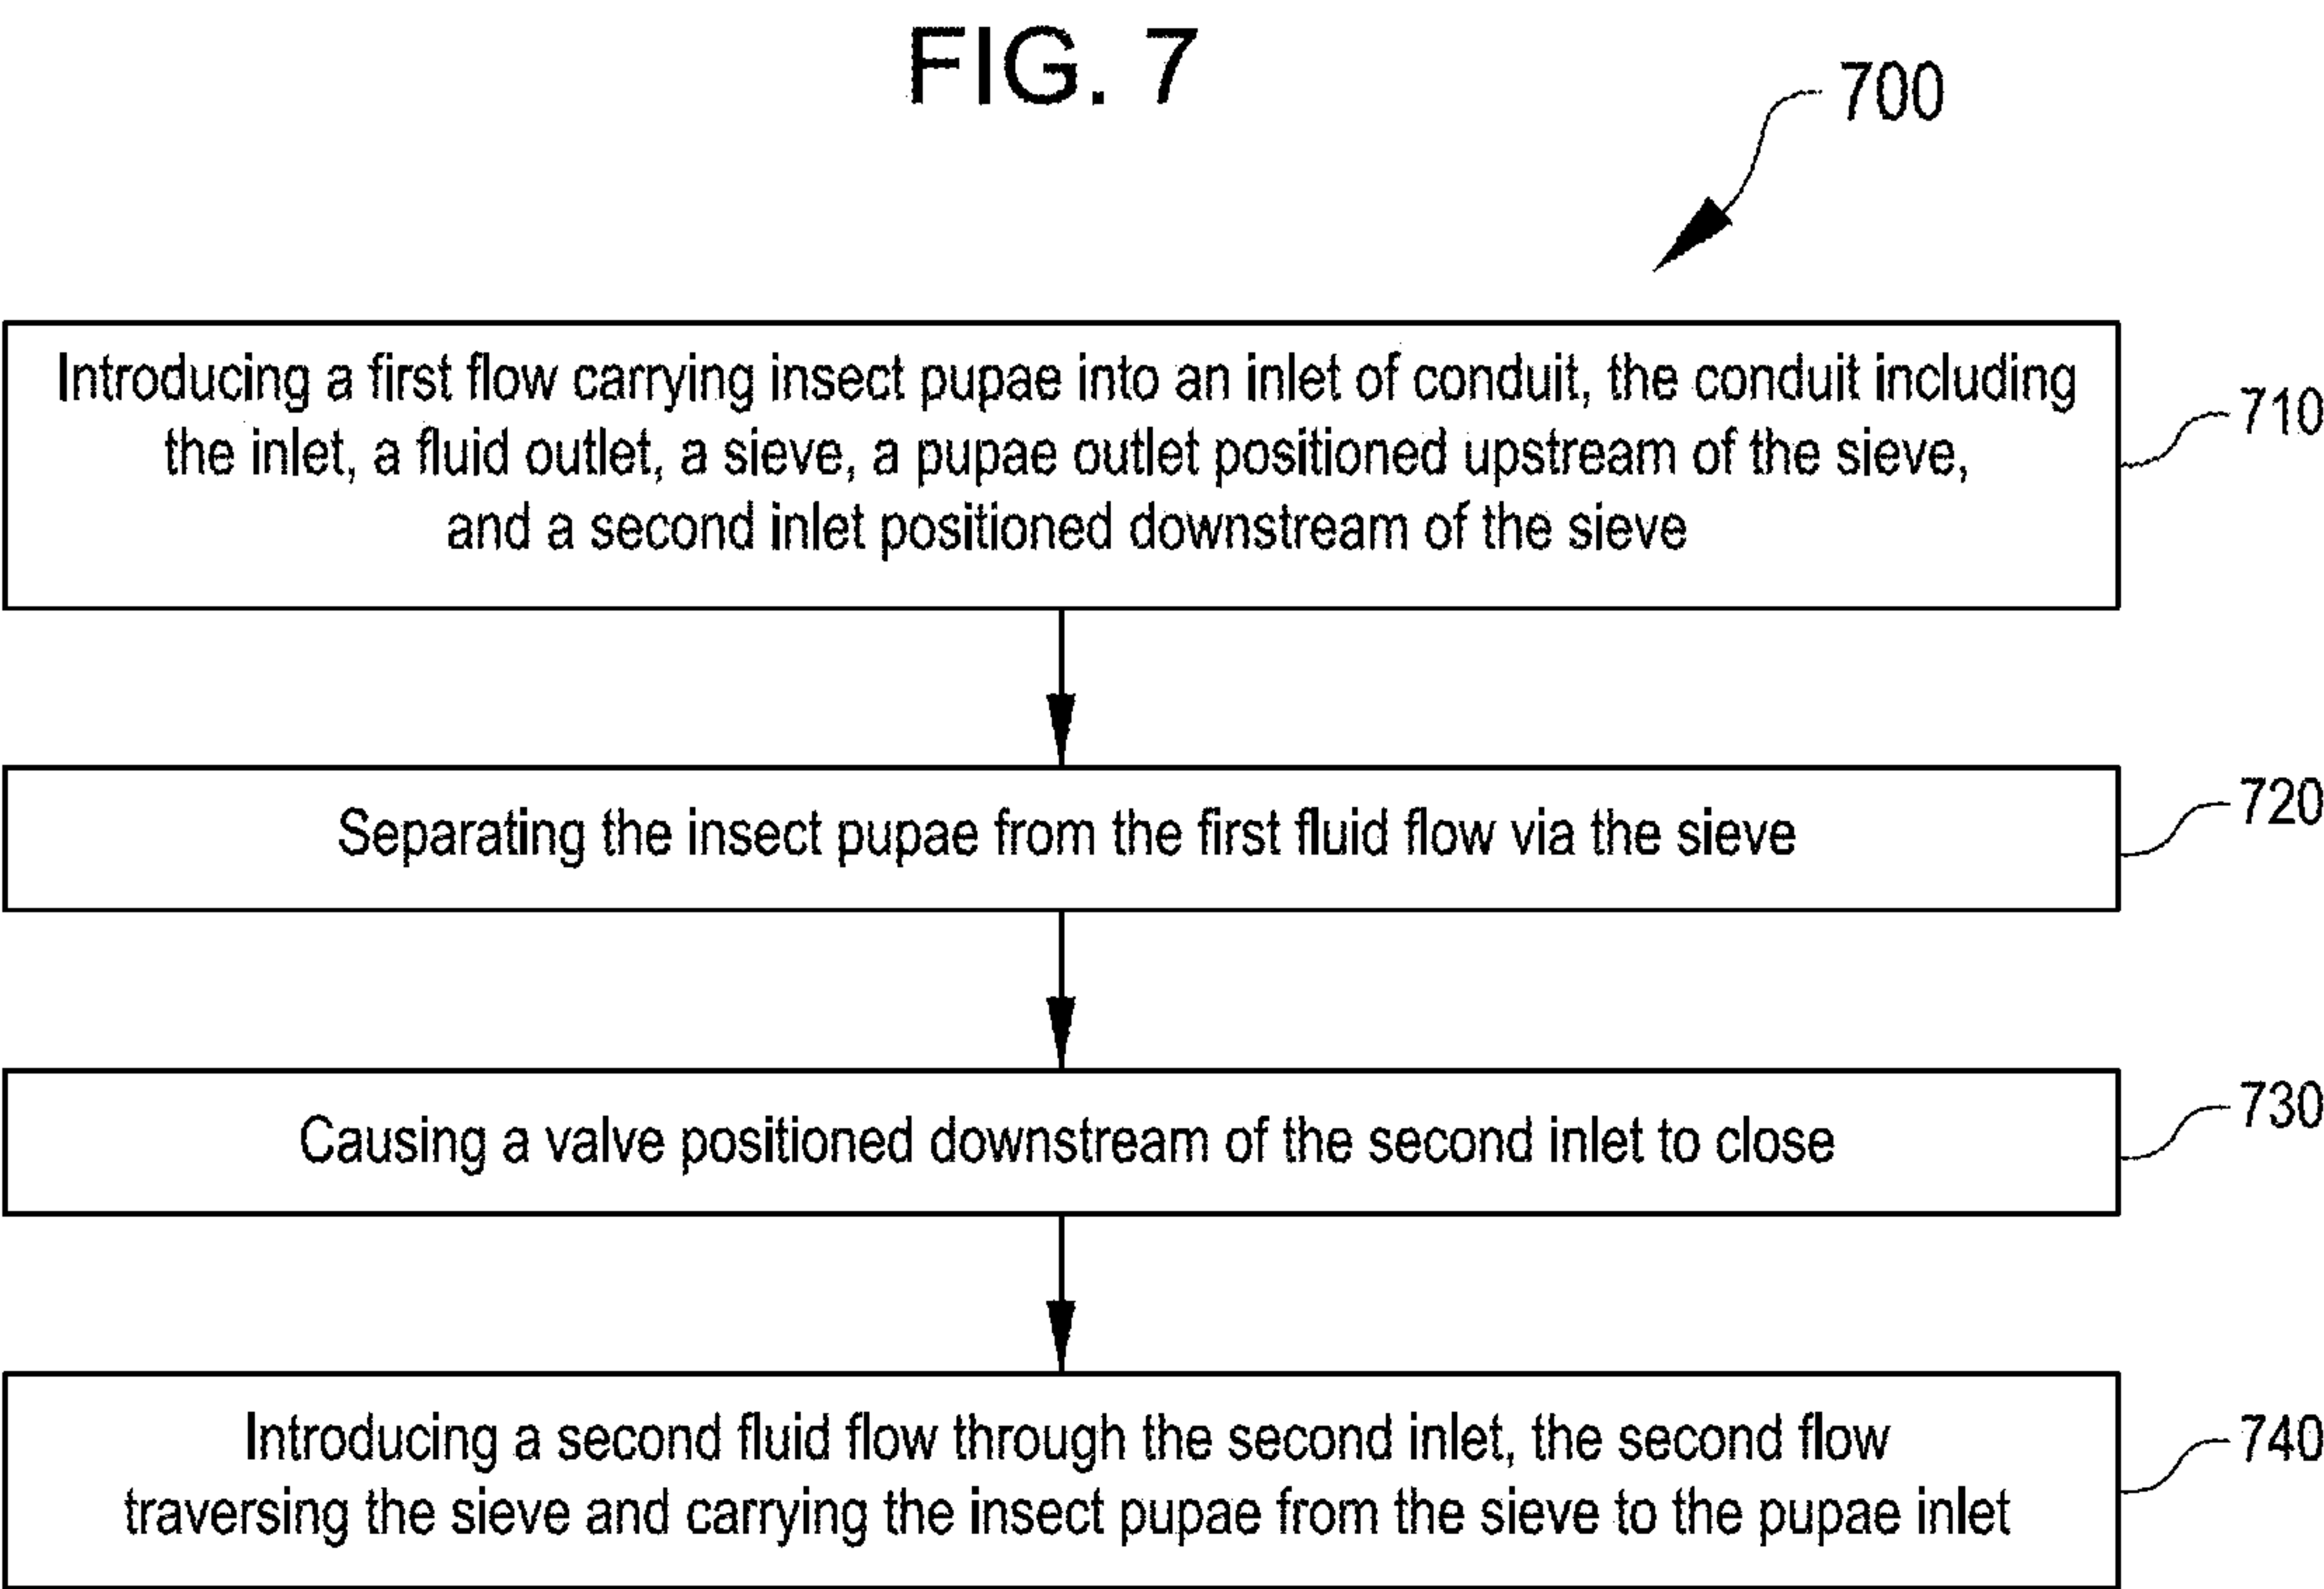 FIG. 7
700
Introducing a first flow carrying insect pupae into an inlet of conduit, the conduit including
the inlet, a fluid outlet, a sieve, a pupae outlet positioned upstream of the sieve,
and a second inlet positioned downstream of the sieve
710
Separating the insect pupae from the first fluid flow via the sieve
720
Causing a valve positioned downstream of the second inlet to close
730
Introducing a second fluid flow through the second inlet, the second flow
traversing the sieve and carrying the insect pupae from the sieve to the pupae inlet
740